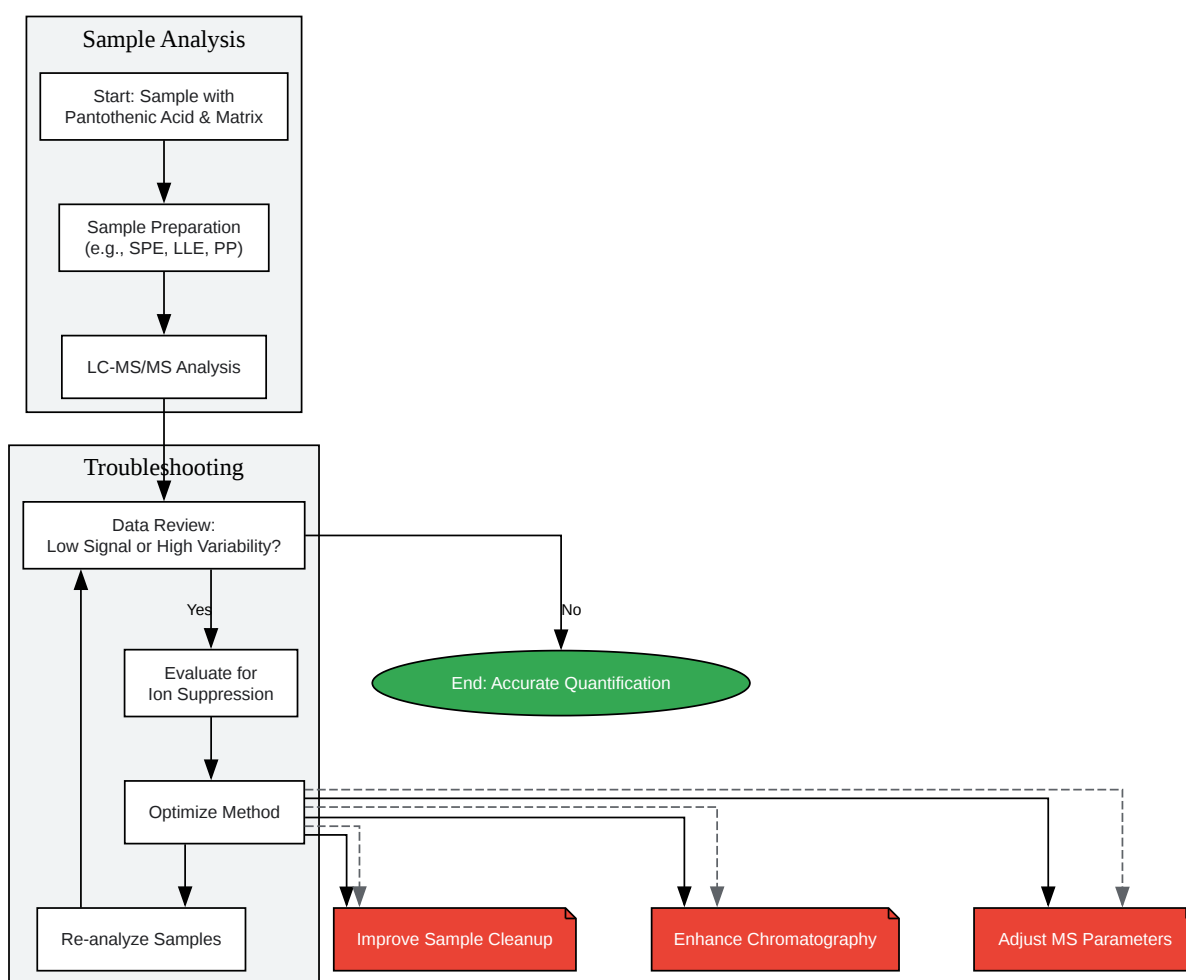 Sample Analysis
Start: Sample with
Pantothenic Acid & Matrix
Sample Preparation
(e.g., SPE, LLE, PP)
LC-MS/MS Analysis
Troubleshooting
Data Review:
Low Signal or High Variability?
Yes
No
Evaluate for
Ion Suppression
End: Accurate Quantification
Optimize Method
Re-analyze Samples
Improve Sample Cleanup
Enhance Chromatography
Adjust MS Parameters